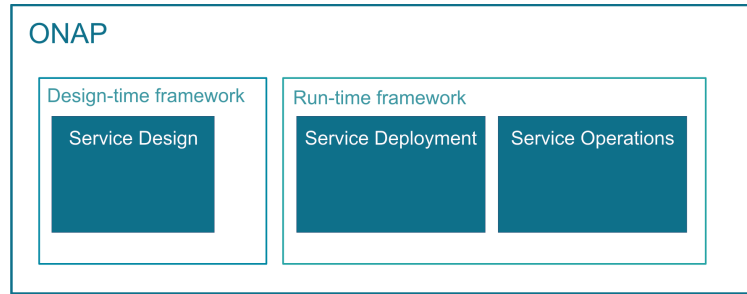 ONAP
Design-time framework
Service Design
Run-time framework
Service Deployment
Service Operations